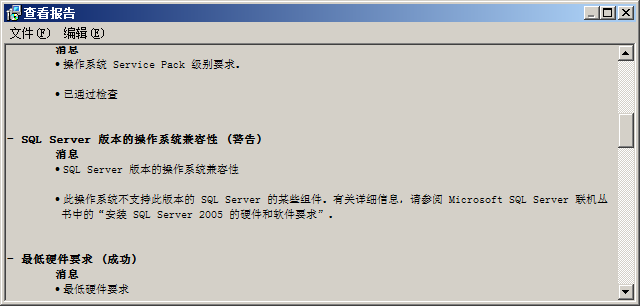 查看报告
文件(F) 编辑(E)
消息
•操作系统 Service Pack 级别要求。
•已通过检查
- SQL Server 版本的操作系统兼容性 (警告)
消息
•SQL Server 版本的操作系统兼容性
•此操作系统不支持此版本的 SQL Server 的某些组件。有关详细信息，请参阅 Microsoft SQL Server 联机丛
书中的“安装 SQL Server 2005 的硬件和软件要求”。
- 最低硬件要求 (成功)
消息
•最低硬件要求